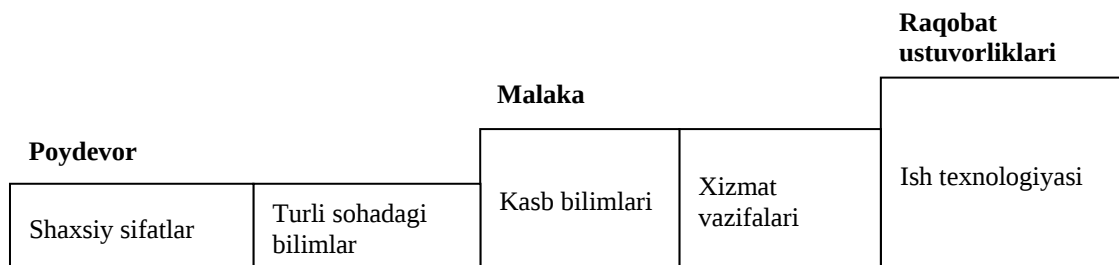 Raqobat
ustuvorliklari
Malaka
Poydevor
Shaxsiy sifatlar
Turli sohadagi
bilimlar
Kasb bilimlari
Xizmat
vazifalari
Ish texnologiyasi